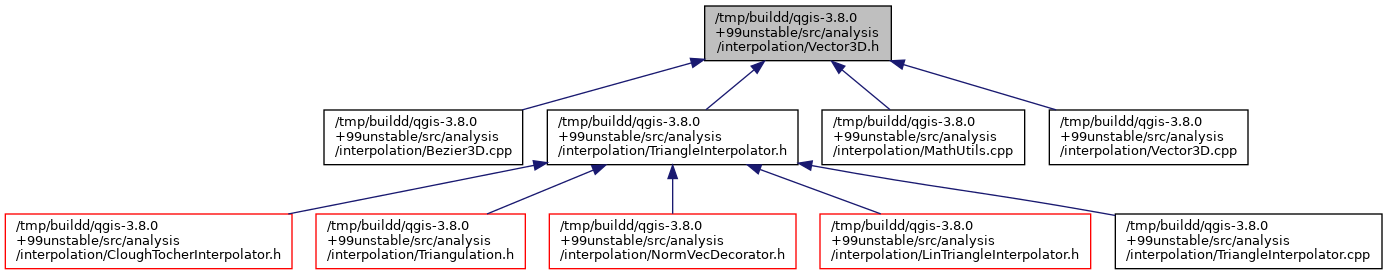 /tmp/buildd/qgis-3.8.0
+99unstable/src/analysis
/interpolation/Vector3D.h
/tmp/buildd/qgis-3.8.0
+99unstable/src/analysis
/interpolation/Bezier3D.cpp
/tmp/buildd/qgis-3.8.0
+99unstable/src/analysis
/interpolation/TriangleInterpolator.h
/tmp/buildd/qgis-3.8.0
+99unstable/src/analysis
/interpolation/MathUtils.cpp
/tmp/buildd/qgis-3.8.0
+99unstable/src/analysis
/interpolation/Vector3D.cpp
/tmp/buildd/qgis-3.8.0
+99unstable/src/analysis
/interpolation/CloughTocherInterpolator.h
/tmp/buildd/qgis-3.8.0
+99unstable/src/analysis
/interpolation/Triangulation.h
/tmp/buildd/qgis-3.8.0
+99unstable/src/analysis
/interpolation/NormVecDecorator.h
/tmp/buildd/qgis-3.8.0
+99unstable/src/analysis
/interpolation/LinTriangleInterpolator.h
/tmp/buildd/qgis-3.8.0
+99unstable/src/analysis
/interpolation/TriangleInterpolator.cpp